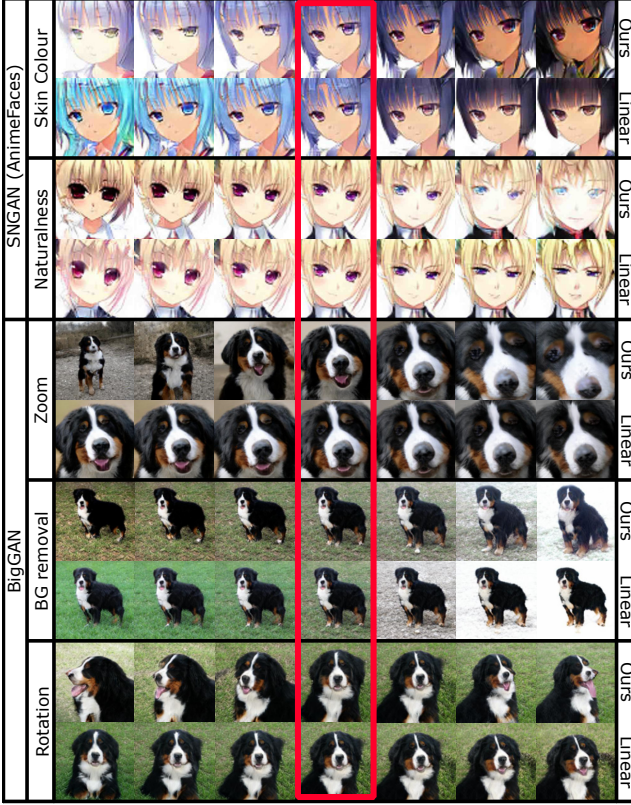 SNGAN (AnimeFaces)
Skin Colour
Ours
Linear
Naturalness
Ours
Linear
BigGAN
Zoom
Ours
Linear
BG removal
Ours
Linear
Rotation
Ours
Linear